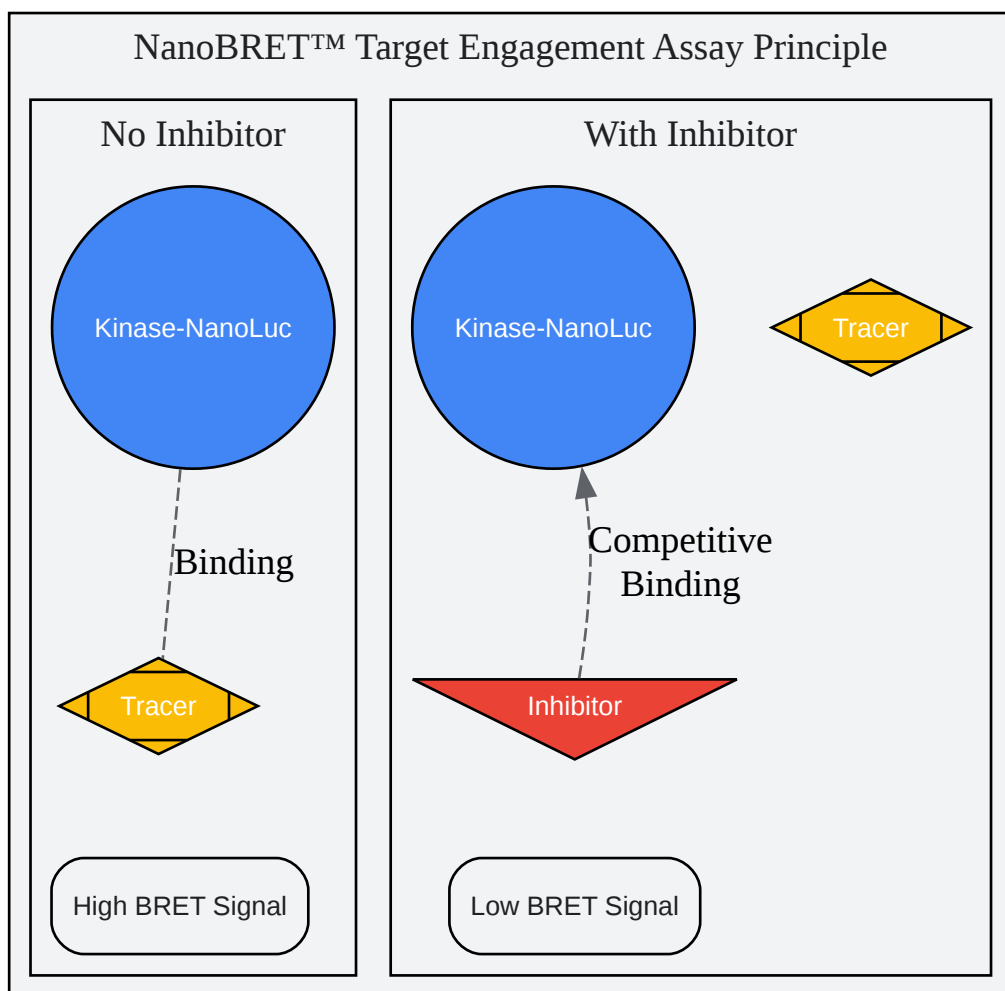 NanoBRET™ Target Engagement Assay Principle
No Inhibitor
Kinase-NanoLuc
Binding
Tracer
High BRET Signal
With Inhibitor
Kinase-NanoLuc
Tracer
Competitive
Binding
Inhibitor
Low BRET Signal